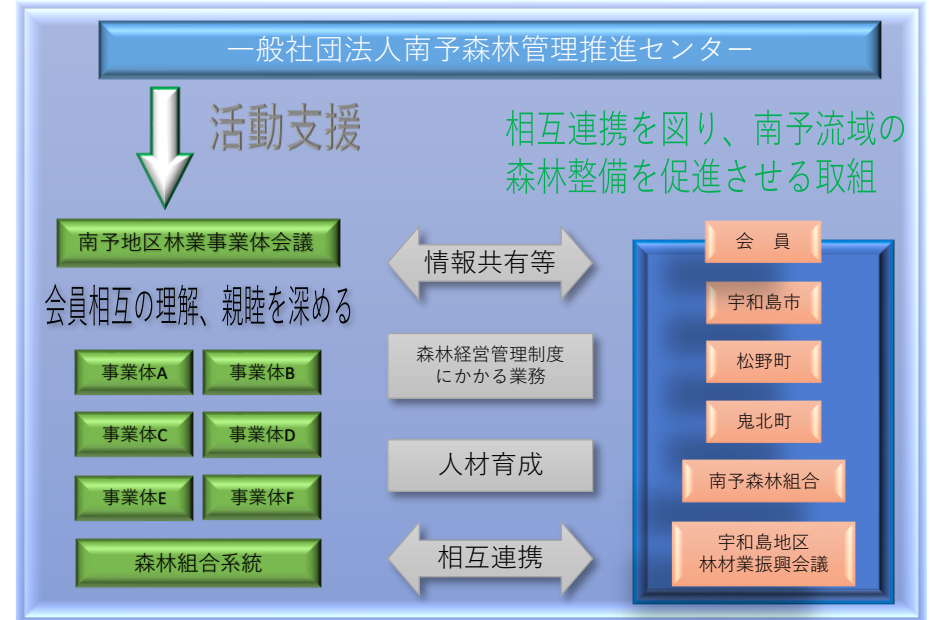 一般社団法人南予森林管理推進センター
活動支援
相互連携を図り、南予流域の
森林整備を促進させる取組
南予地区林業事業体会議
会員相互の理解、親睦を深める
事業体A
事業体B
事業体C
事業体D
事業体E
事業体F
森林組合系統
情報共有等
森林経営管理制度
にかかる業務
人材育成
相互連携
会　員
宇和島市
松野町
鬼北町
南予森林組合
宇和島地区
林材業振興会議